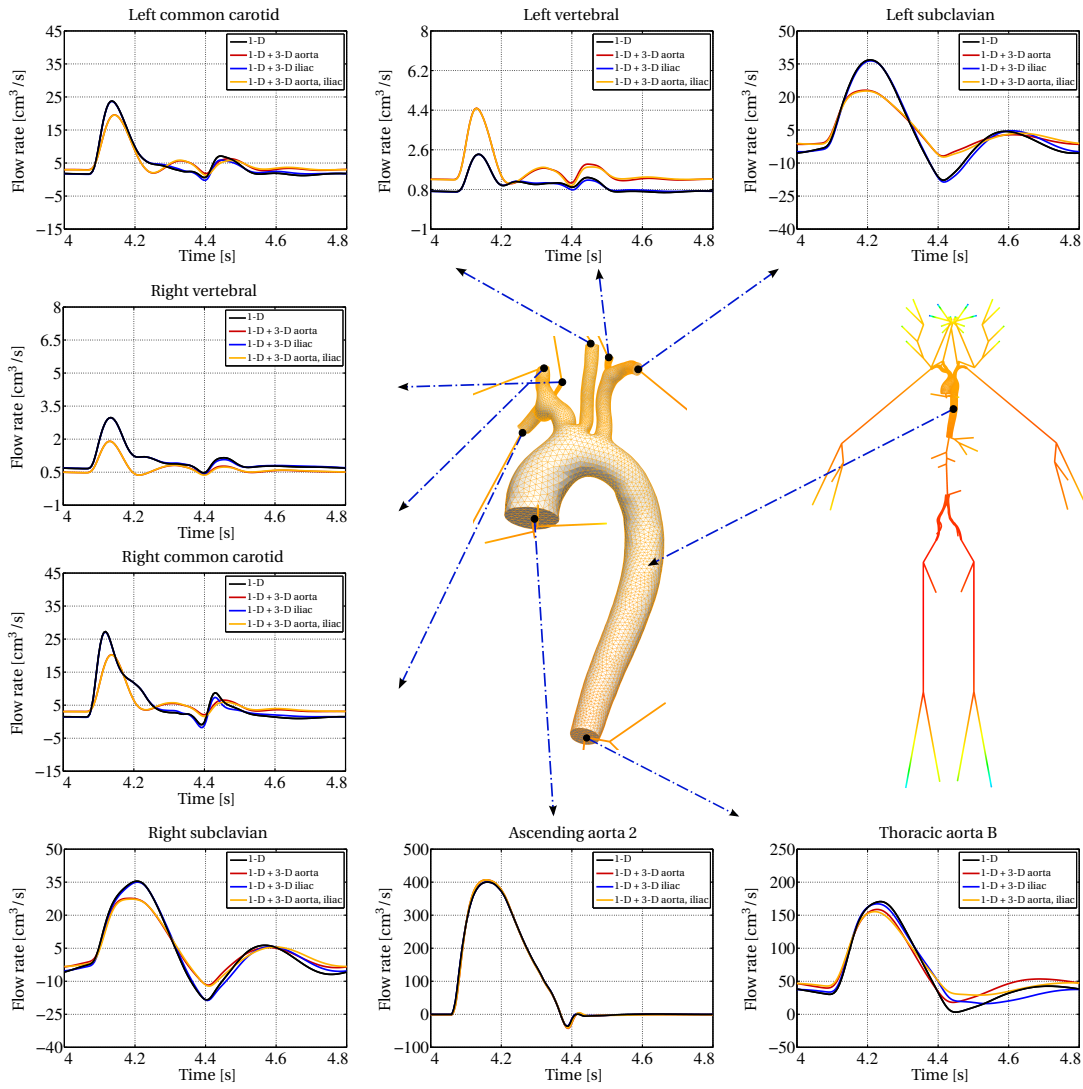 Left common carotid
45
35
25
15
5
−5
−15
Flow rate [cm³/s]
1-D
1-D + 3-D aorta
1-D + 3-D iliac
1-D + 3-D aorta, iliac
4 4.2 4.4 4.6 4.8
Time [s]
Left vertebral
8
6.2
4.4
2.6
0.8
−1
Flow rate [cm³/s]
1-D
1-D + 3-D aorta
1-D + 3-D iliac
1-D + 3-D aorta, iliac
4 4.2 4.4 4.6 4.8
Time [s]
Left subclavian
50
35
20
5
−10
−25
−40
Flow rate [cm³/s]
1-D
1-D + 3-D aorta
1-D + 3-D iliac
1-D + 3-D aorta, iliac
4 4.2 4.4 4.6 4.8
Time [s]
Right vertebral
8
6.5
5
3.5
2
0.5
−1
Flow rate [cm³/s]
1-D
1-D + 3-D aorta
1-D + 3-D iliac
1-D + 3-D aorta, iliac
4 4.2 4.4 4.6 4.8
Time [s]
Right common carotid
45
35
25
15
5
−5
−15
Flow rate [cm³/s]
1-D
1-D + 3-D aorta
1-D + 3-D iliac
1-D + 3-D aorta, iliac
4 4.2 4.4 4.6 4.8
Time [s]
Right subclavian
50
35
20
5
−10
−25
−40
Flow rate [cm³/s]
1-D
1-D + 3-D aorta
1-D + 3-D iliac
1-D + 3-D aorta, iliac
4 4.2 4.4 4.6 4.8
Time [s]
Ascending aorta 2
500
400
300
200
100
0
−100
Flow rate [cm³/s]
1-D
1-D + 3-D aorta
1-D + 3-D iliac
1-D + 3-D aorta, iliac
4 4.2 4.4 4.6 4.8
Time [s]
Thoracic aorta B
250
200
150
100
50
0
−50
Flow rate [cm³/s]
1-D
1-D + 3-D aorta
1-D + 3-D iliac
1-D + 3-D aorta, iliac
4 4.2 4.4 4.6 4.8
Time [s]